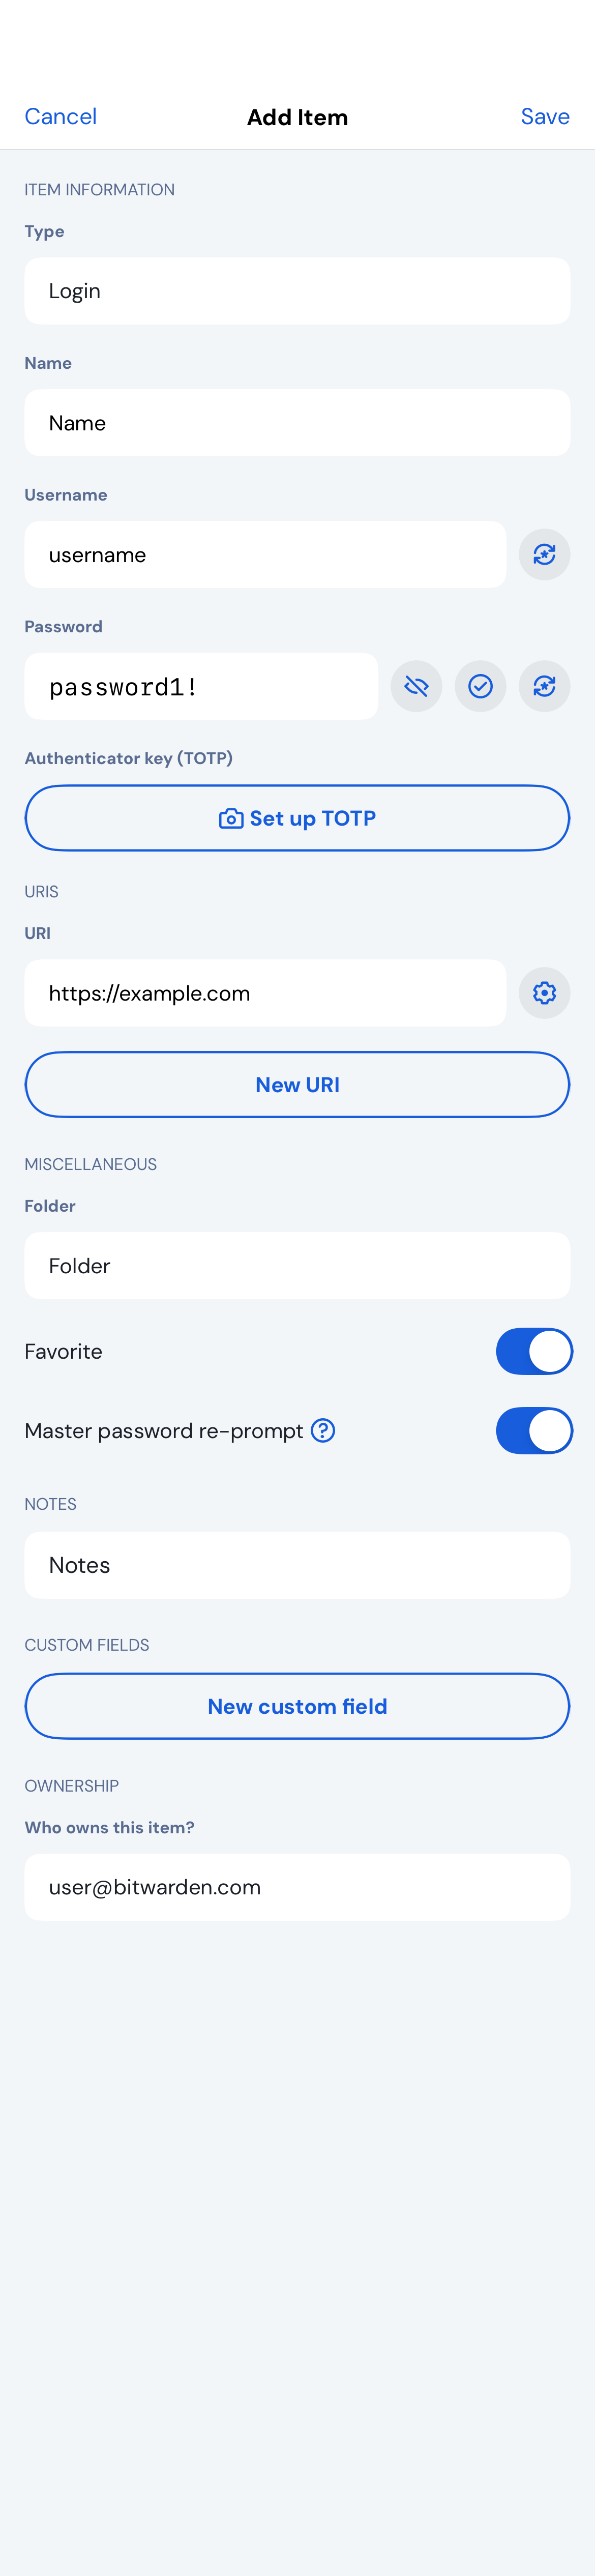 Cancel Add Item Save
ITEM INFORMATION
Type
Login
Name
Name
Username
username
Password
password1!
Authenticator key (TOTP)
Set up TOTP
URIS
URI
https://example.com
New URI
MISCELLANEOUS
Folder
Folder
Favorite
Master password re-prompt
NOTES
Notes
CUSTOM FIELDS
New custom field
OWNERSHIP
Who owns this item?
user@bitwarden.com